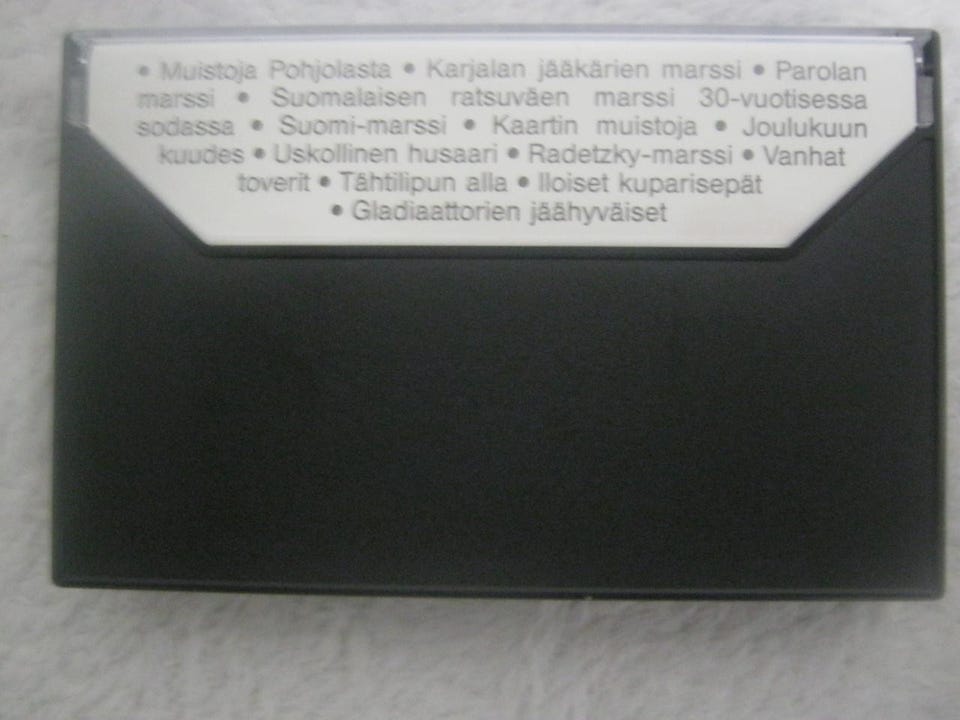 • Muistoja Pohjolasta • Karjalan jääkärien marssi • Parolan
marssi • Suomalaisen ratsuväen marssi 30-vuotisessa
sodassa • Suomi-marssi • Kaartin muistoja • Joulukuun
kuudes • Uskollinen husaari • Radetzky-marssi • Vanhat
toverit • Tähtilipun alla • Iloiset kuparisepät
• Gladiaattorien jäähyväiset